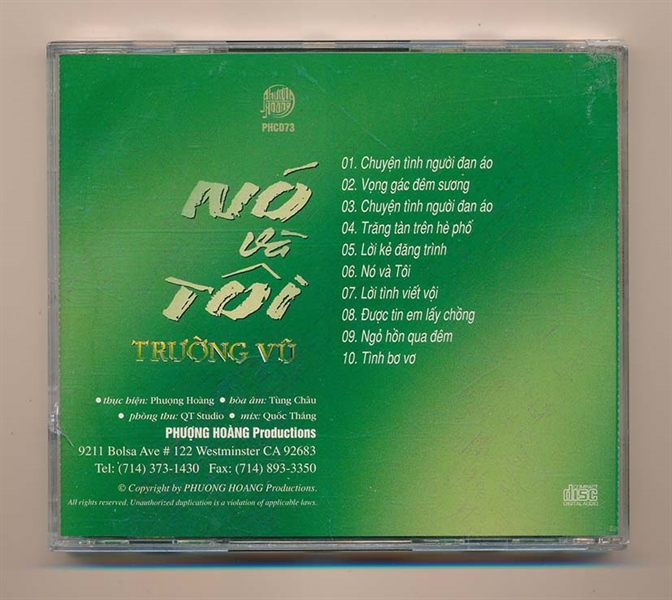 PHƯỢNG HOÀNG
PHCD73
NÓ
và
TÔI
TRƯỜNG VŨ
01. Chuyện tình người đan áo
02. Vọng gác đêm sương
03. Chuyện tình người đan áo
04. Trăng tàn trên hè phố
05. Lời kẻ đăng trình
06. Nó và Tôi
07. Lời tình viết vội
08. Được tin em lấy chồng
09. Ngỏ hồn qua đêm
10. Tình bơ vơ
• thực hiện: Phượng Hoàng • hòa âm: Tùng Châu
• phòng thu: QT Studio • mix: Quốc Thắng
PHƯỢNG HOÀNG Productions
9211 Bolsa Ave # 122 Westminster CA 92683
Tel: (714) 373-1430 Fax: (714) 893-3350
© Copyright by PHUONG HOANG Productions.
All rights reserved. Unauthorized duplication is a violation of applicable laws.
COMPACT
disc
DIGITAL AUDIO